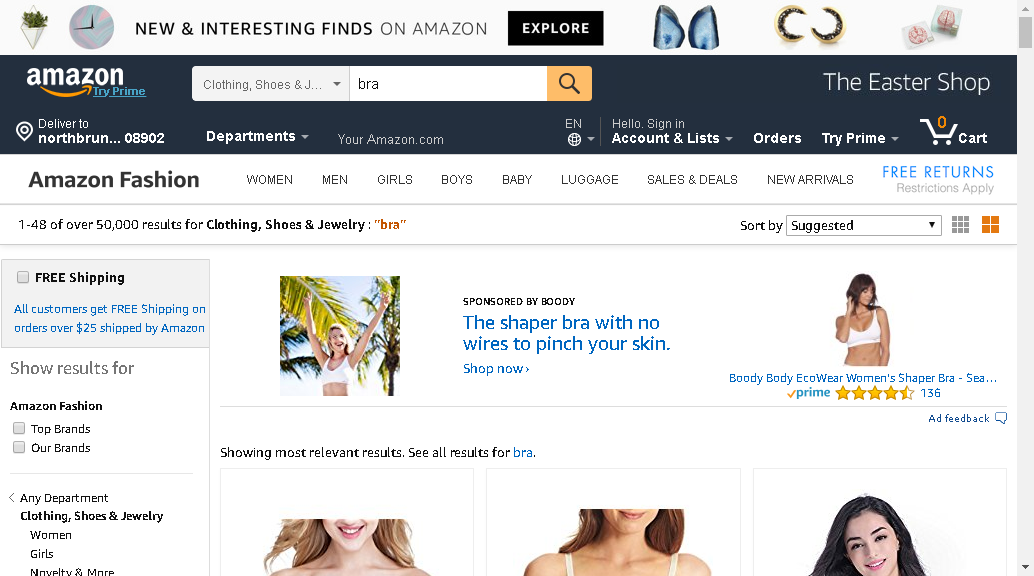 NEW & INTERESTING FINDS ON AMAZON EXPLORE
amazon
Try Prime
Clothing, Shoes & J... bra
The Easter Shop
Deliver to
northbrun... 08902
Departments
Your Amazon.com
EN
Hello. Sign in
Account & Lists
Orders
Try Prime
0
Cart
Amazon Fashion
WOMEN MEN GIRLS BOYS BABY LUGGAGE SALES & DEALS NEW ARRIVALS
FREE RETURNS
Restrictions Apply
1-48 of over 50,000 results for Clothing, Shoes & Jewelry : "bra"
Sort by Suggested
FREE Shipping
All customers get FREE Shipping on
orders over $25 shipped by Amazon
Show results for
Amazon Fashion
Top Brands
Our Brands
Any Department
Clothing, Shoes & Jewelry
Women
Girls
Novelty & More
SPONSORED BY BOODY
The shaper bra with no
wires to pinch your skin.
Shop now ›
Boody Body EcoWear Women's Shaper Bra - Sea...
prime 136
Ad feedback
Showing most relevant results. See all results for bra.